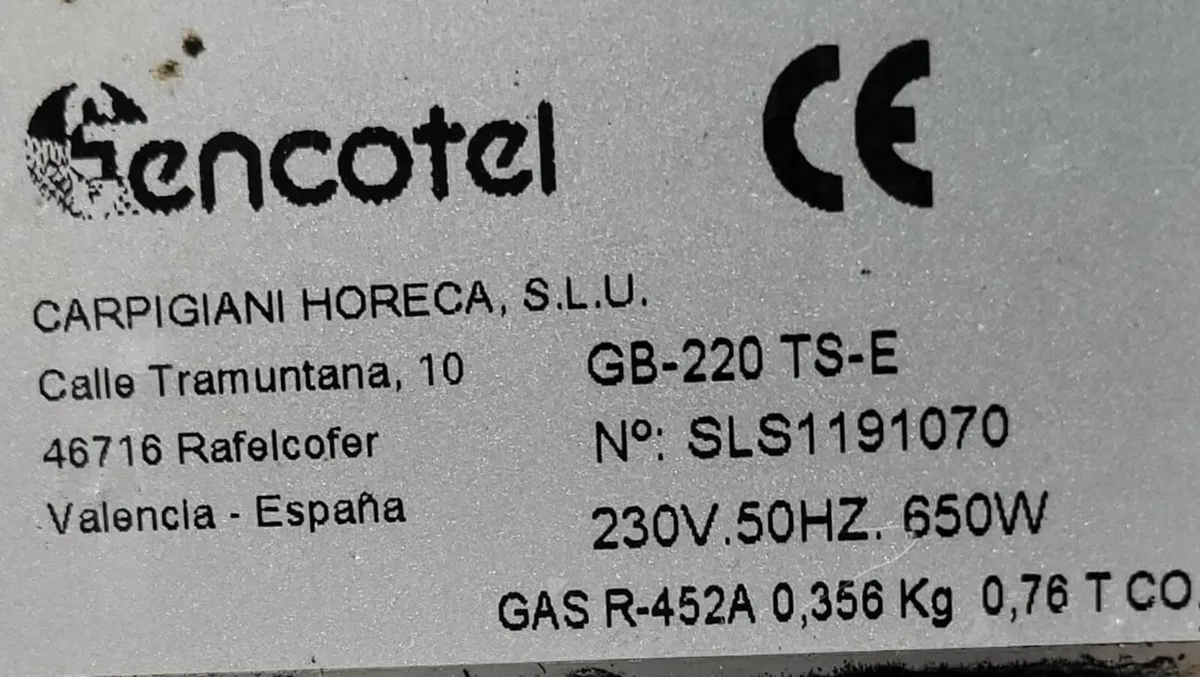 Sencotel
CE
CARPIGIANI HORECA, S.L.U.
Calle Tramuntana, 10
46716 Rafelcofer
Valencia - España
GB-220 TS-E
Nº: SLS1191070
230V.50HZ. 650W
GAS R-452A 0,356 Kg 0,76 T CO